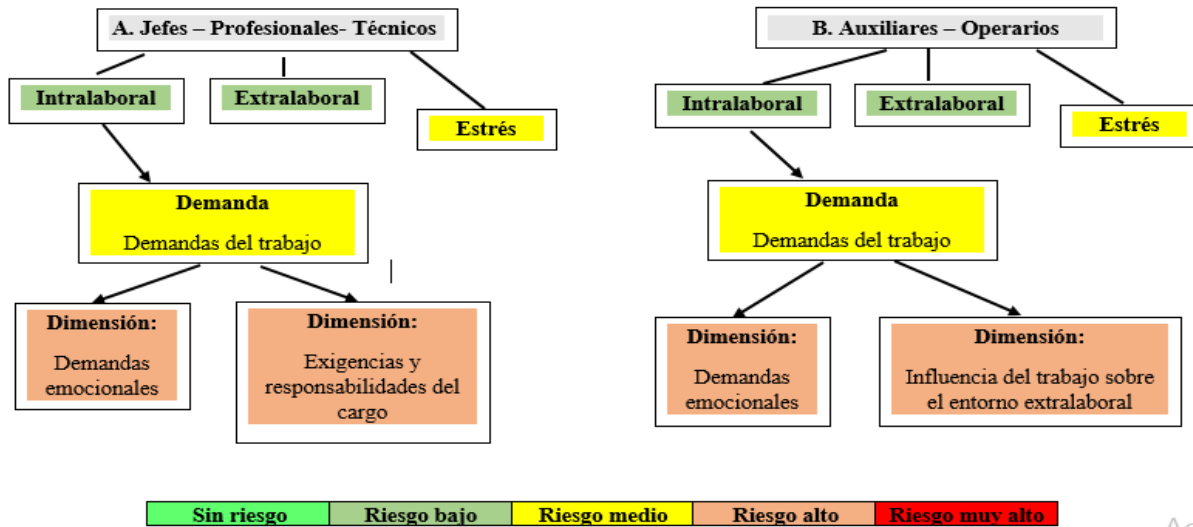 A. Jefes – Profesionales- Técnicos
Intralaboral
Extralaboral
Estrés
Demanda
Demandas del trabajo
Dimensión:
Demandas
emocionales
Dimensión:
Exigencias y
responsabilidades del
cargo
B. Auxiliares – Operarios
Intralaboral
Extralaboral
Estrés
Demanda
Demandas del trabajo
Dimensión:
Demandas
emocionales
Dimensión:
Influencia del trabajo sobre
el entorno extralaboral
Sin riesgo
Riesgo bajo
Riesgo medio
Riesgo alto
Riesgo muy alto